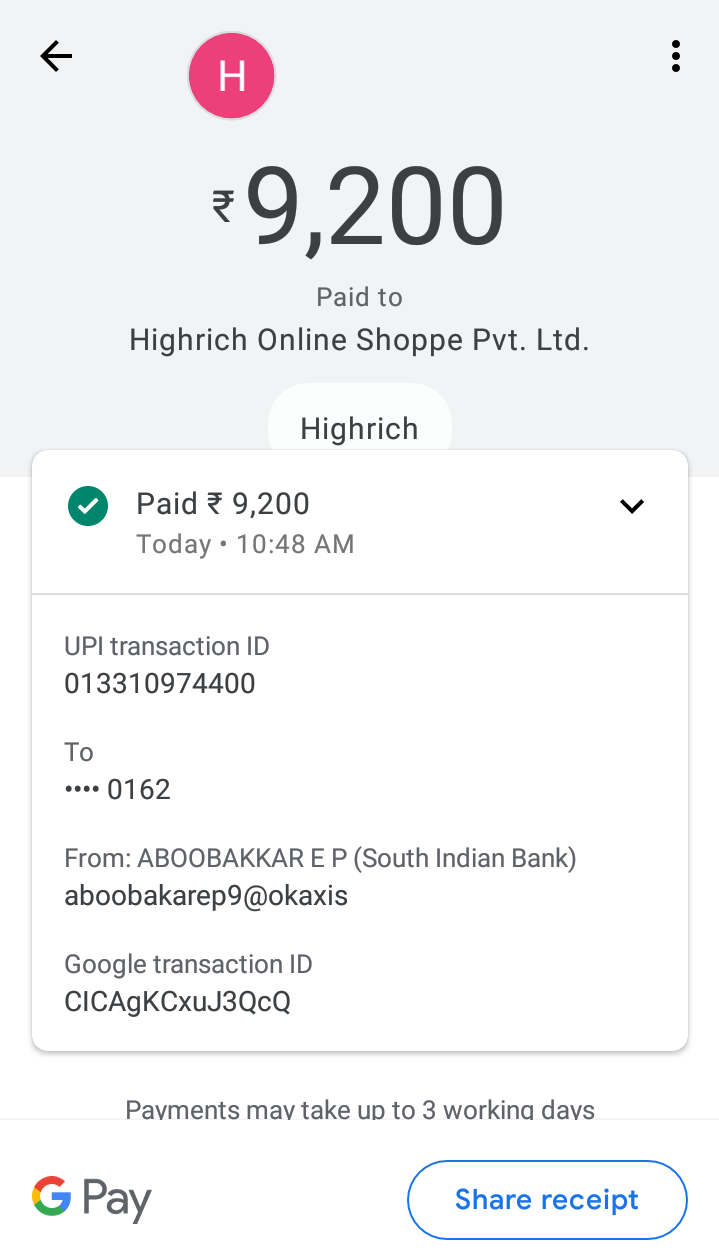 H
₹9,200
Paid to
Highrich Online Shoppe Pvt. Ltd.
Highrich
Paid ₹ 9,200
Today • 10:48 AM
UPI transaction ID
013310974400
To
•••• 0162
From: ABOOBAKKAR E P (South Indian Bank)
aboobakarep9@okaxis
Google transaction ID
CICAgKCxuJ3QcQ
Payments may take up to 3 working days
G Pay
Share receipt